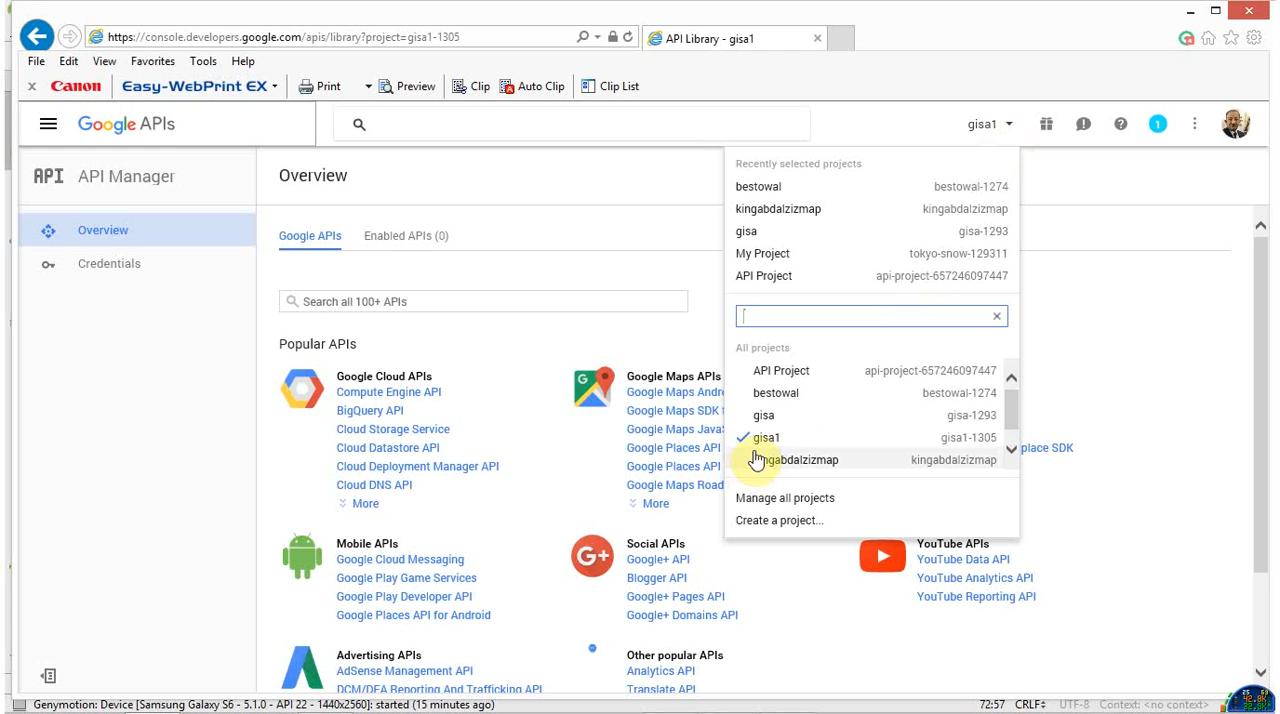 https://console.developers.google.com/apis/library?project=gisa1-1305
API Library - gisa1
File Edit View Favorites Tools Help
x Canon Easy-WebPrint EX Print Preview Clip Auto Clip Clip List
Google APIs
gisa1
1
API API Manager
Overview
Credentials
Overview
Google APIs
Enabled APIs (0)
Search all 100+ APIs
Popular APIs
Google Cloud APIs
Compute Engine API
BigQuery API
Cloud Storage Service
Cloud Datastore API
Cloud Deployment Manager API
Cloud DNS API
More
Google Maps APIs
Google Maps Andr
Google Maps SDK f
Google Maps JavaS
Google Places API
Google Places API
Google Maps Road
More
place SDK
Recently selected projects
bestowal bestowal-1274
kingabdalzizmap kingabdalzizmap
gisa gisa-1293
My Project tokyo-snow-129311
API Project api-project-657246097447
All projects
API Project api-project-657246097447
bestowal bestowal-1274
gisa gisa-1293
gisa1 gisa1-1305
kingabdalzizmap kingabdalzizmap
Manage all projects
Create a project...
Mobile APIs
Google Cloud Messaging
Google Play Game Services
Google Play Developer API
Google Places API for Android
Social APIs
Google+ API
Blogger API
Google+ Pages API
Google+ Domains API
YouTube APIs
YouTube Data API
YouTube Analytics API
YouTube Reporting API
Advertising APIs
AdSense Management API
DCM/DFA Reporting And Trafficking API
Other popular APIs
Analytics API
Translate API
Genymotion: Device [Samsung Galaxy S6 - 5.1.0 - API 22 - 1440x2560]: started (15 minutes ago)
72:57 CRLF÷ UTF-8 Context: <no context>